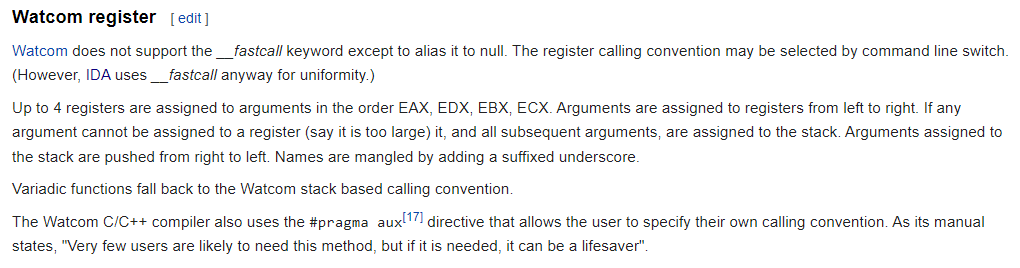 Watcom register [ edit ]
Watcom does not support the __fastcall keyword except to alias it to null. The register calling convention may be selected by command line switch.
(However, IDA uses __fastcall anyway for uniformity.)
Up to 4 registers are assigned to arguments in the order EAX, EDX, EBX, ECX. Arguments are assigned to registers from left to right. If any
argument cannot be assigned to a register (say it is too large) it, and all subsequent arguments, are assigned to the stack. Arguments assigned to
the stack are pushed from right to left. Names are mangled by adding a suffixed underscore.
Variadic functions fall back to the Watcom stack based calling convention.
The Watcom C/C++ compiler also uses the #pragma aux[17] directive that allows the user to specify their own calling convention. As its manual
states, "Very few users are likely to need this method, but if it is needed, it can be a lifesaver".